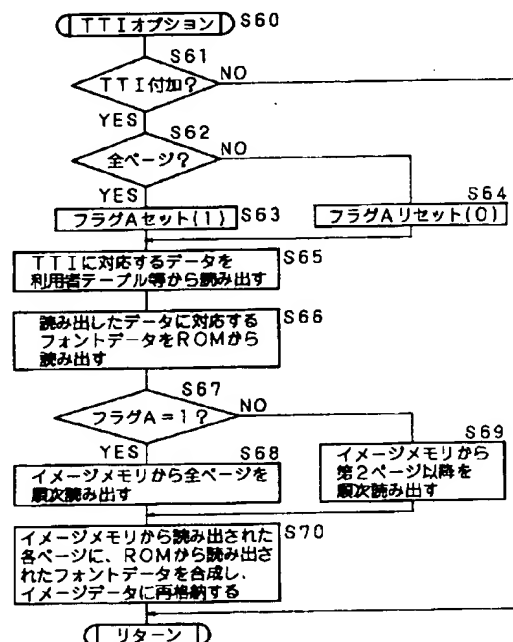 TTIオプション S60
S61
TTI付加? NO
YES S62
全ページ? NO
YES S64
フラグAセット(1) S63 フラグAリセット(0)
S65
TTIに対応するデータを
利用者テーブル等から読み出す
読み出したデータに対応する S66
フォントデータをROMから
読み出す
S67
フラグA=1? NO
YES S68 S69
イメージメモリから全ページを
順次読み出す
イメージメモリから
第2ページ以降を
順次読み出す
イメージメモリから読み出された S70
各ページに、ROMから読み出さ
れたフォントデータを合成し、
イメージデータに再格納する
リターン